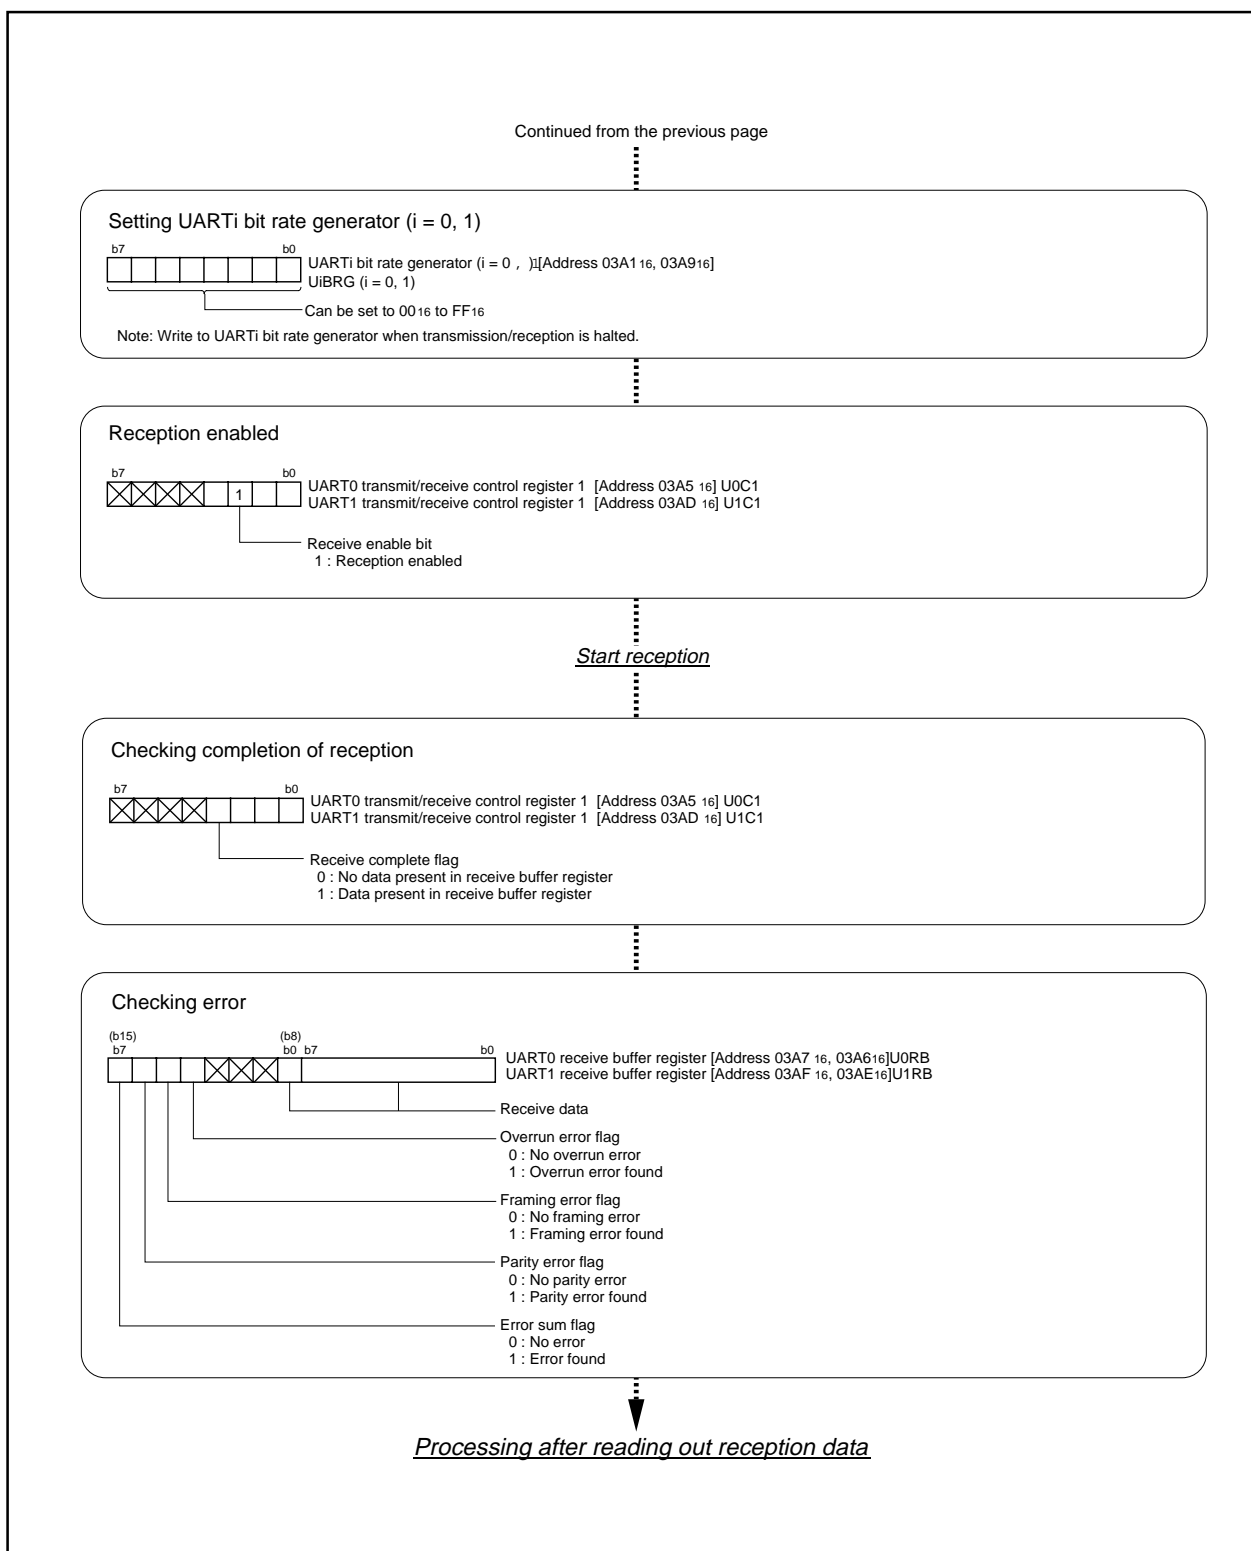 Continued from the previous page
Setting UARTi bit rate generator (i = 0, 1)
b7 b0
UARTi bit rate generator (i = 0 , )1[Address 03A1 16, 03A916]
UiBRG (i = 0, 1)
Can be set to 0016 to FF16
Note: Write to UARTi bit rate generator when transmission/reception is halted.
Reception enabled
b7 b0
1
UART0 transmit/receive control register 1 [Address 03A5 16] U0C1
UART1 transmit/receive control register 1 [Address 03AD 16] U1C1
Receive enable bit
1 : Reception enabled
Start reception
Checking completion of reception
b7 b0
UART0 transmit/receive control register 1 [Address 03A5 16] U0C1
UART1 transmit/receive control register 1 [Address 03AD 16] U1C1
Receive complete flag
0 : No data present in receive buffer register
1 : Data present in receive buffer register
Checking error
(b15) (b8)
b7 b0 b7 b0
UART0 receive buffer register [Address 03A7 16, 03A616]U0RB
UART1 receive buffer register [Address 03AF 16, 03AE16]U1RB
Receive data
Overrun error flag
0 : No overrun error
1 : Overrun error found
Framing error flag
0 : No framing error
1 : Framing error found
Parity error flag
0 : No parity error
1 : Parity error found
Error sum flag
0 : No error
1 : Error found
Processing after reading out reception data